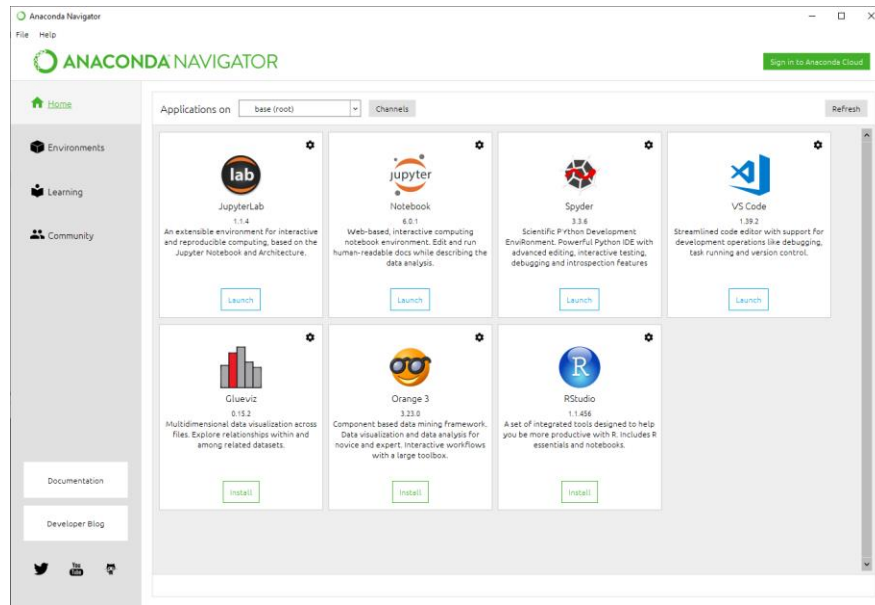 Anaconda Navigator
File Help
ANACONDA NAVIGATOR
Sign in to Anaconda Cloud
Home
Environments
Learning
Community
Documentation
Developer Blog
You
Tube
Applications on base (root) Channels Refresh
lab
JupyterLab
1.1.4
An extensible environment for interactive
and reproducible computing, based on the
Jupyter Notebook and Architecture.
Launch
jupyter
Notebook
6.0.1
Web-based, interactive computing
notebook environment. Edit and run
human-readable docs while describing the
data analysis.
Launch
Spyder
3.3.6
Scientific PYthon Development
EnviRonment. Powerful Python IDE with
advanced editing, interactive testing,
debugging and introspection features
Launch
VS Code
1.39.2
Streamlined code editor with support for
development operations like debugging,
task running and version control.
Launch
Glueviz
0.15.2
Multidimensional data visualization across
files. Explore relationships within and
among related datasets.
Install
Orange 3
3.23.0
Component based data mining framework.
Data visualization and data analysis for
novice and expert. Interactive workflows
with a large toolbox.
Install
R
RStudio
1.1.456
A set of integrated tools designed to help
you be more productive with R. Includes R
essentials and notebooks.
Install